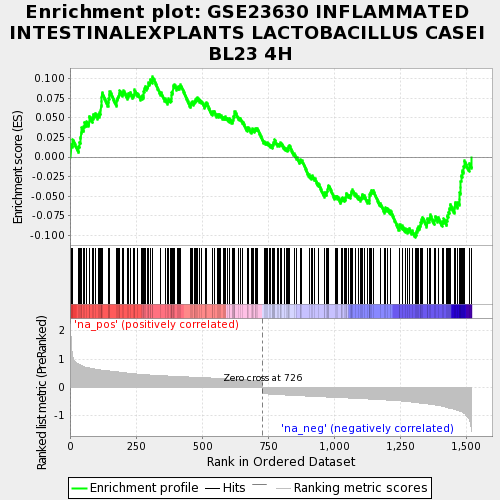 Enrichment plot: GSE23630 INFLAMMATED
INTESTINALEXPLANTS LACTOBACILLUS CASEI
BL23 4H
Enrichment score (ES)
0.100
0.075
0.050
0.025
0.000
-0.025
-0.050
-0.075
-0.100
'na_pos' (positively correlated)
Ranked list metric (PreRanked)
2
1
0
-1
Zero cross at 726
'na_neg' (negatively correlated)
0
250
500
750
1,000
1,250
1,500
Rank in Ordered Dataset
Enrichment profile
Hits
Ranking metric scores